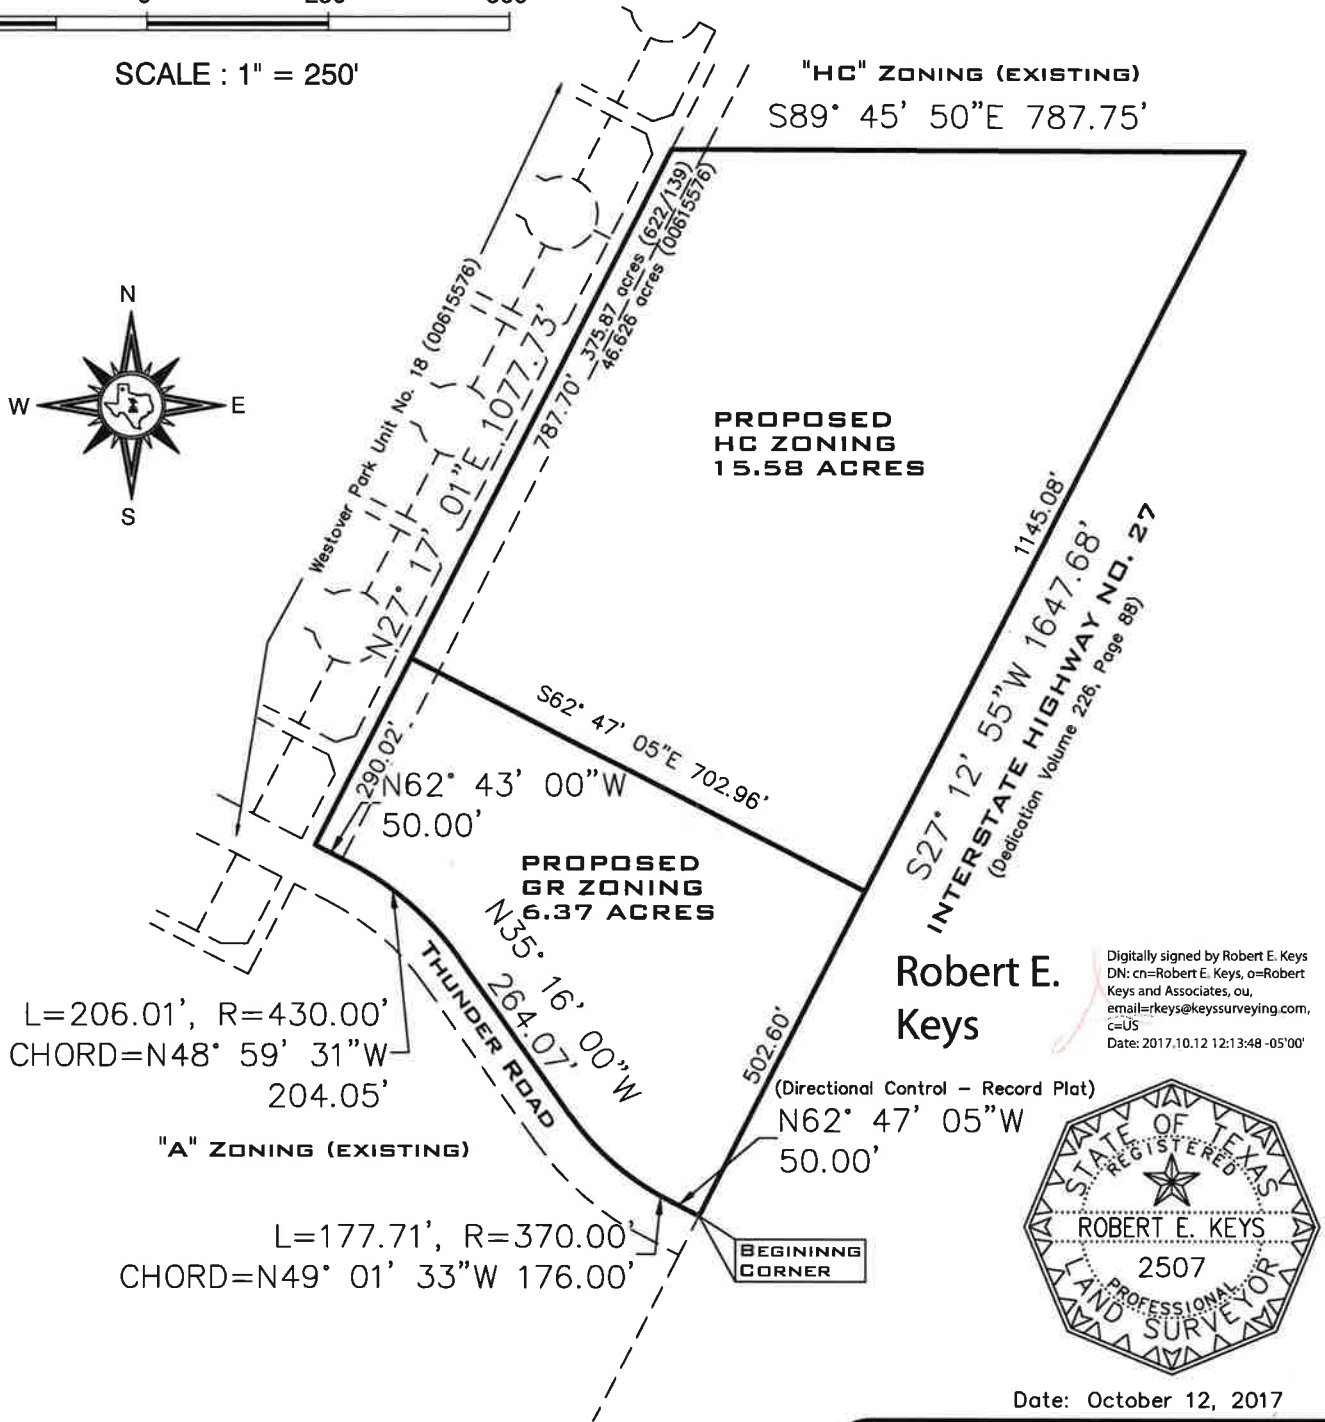 SCALE : 1" = 250'
"HC" ZONING (EXISTING)
S89° 45' 50"E 787.75'
375.87 acres (622/139)
46.626 acres (00615576)
Westover Park Unit No. 18 (00615576)
N27° 17' 01"E 1077.73'
787.70'
N
W
E
S
PROPOSED
HC ZONING
15.58 ACRES
1145.08'
S27° 12' 55"W 1647.68'
INTERSTATE HIGHWAY NO. 27
(Dedication Volume 226, Page 88)
S62° 47' 05"E 702.96'
290.02'
N62° 43' 00"W
50.00'
PROPOSED
GR ZONING
6.37 ACRES
N35° 16' 00"W
264.07'
THUNDER ROAD
Robert E.
Keys
Digitally signed by Robert E. Keys
DN: cn=Robert E. Keys, o=Robert
Keys and Associates, ou,
email=rkeys@keyssurveying.com,
c=US
Date: 2017.10.12 12:13:48 -05'00'
L=206.01', R=430.00'
CHORD=N48° 59' 31"W
204.05'
502.60'
(Directional Control - Record Plat)
N62° 47' 05"W
50.00'
"A" ZONING (EXISTING)
L=177.71', R=370.00'
CHORD=N49° 01' 33"W 176.00'
BEGININNG
CORNER
STATE OF TEXAS
REGISTERED
ROBERT E. KEYS
2507
PROFESSIONAL
LAND SURVEYOR
Date: October 12, 2017